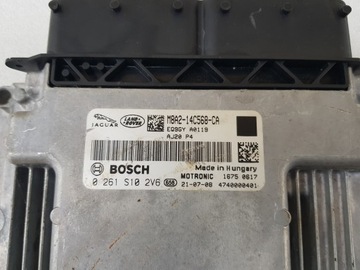 JAGUAR LAND ROVER M8A2-14C568-CA
EQ9GY A0119
AJ20 P4
BOSCH Made in Hungary
MOTRONIC 1675 0617
0 261 S10 2V6 21-07-08 4740000401